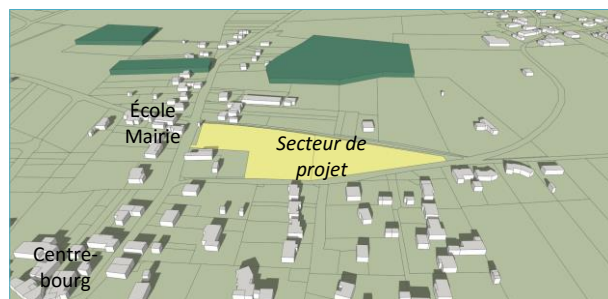 École
Mairie
Secteur de
projet
Centre-
bourg